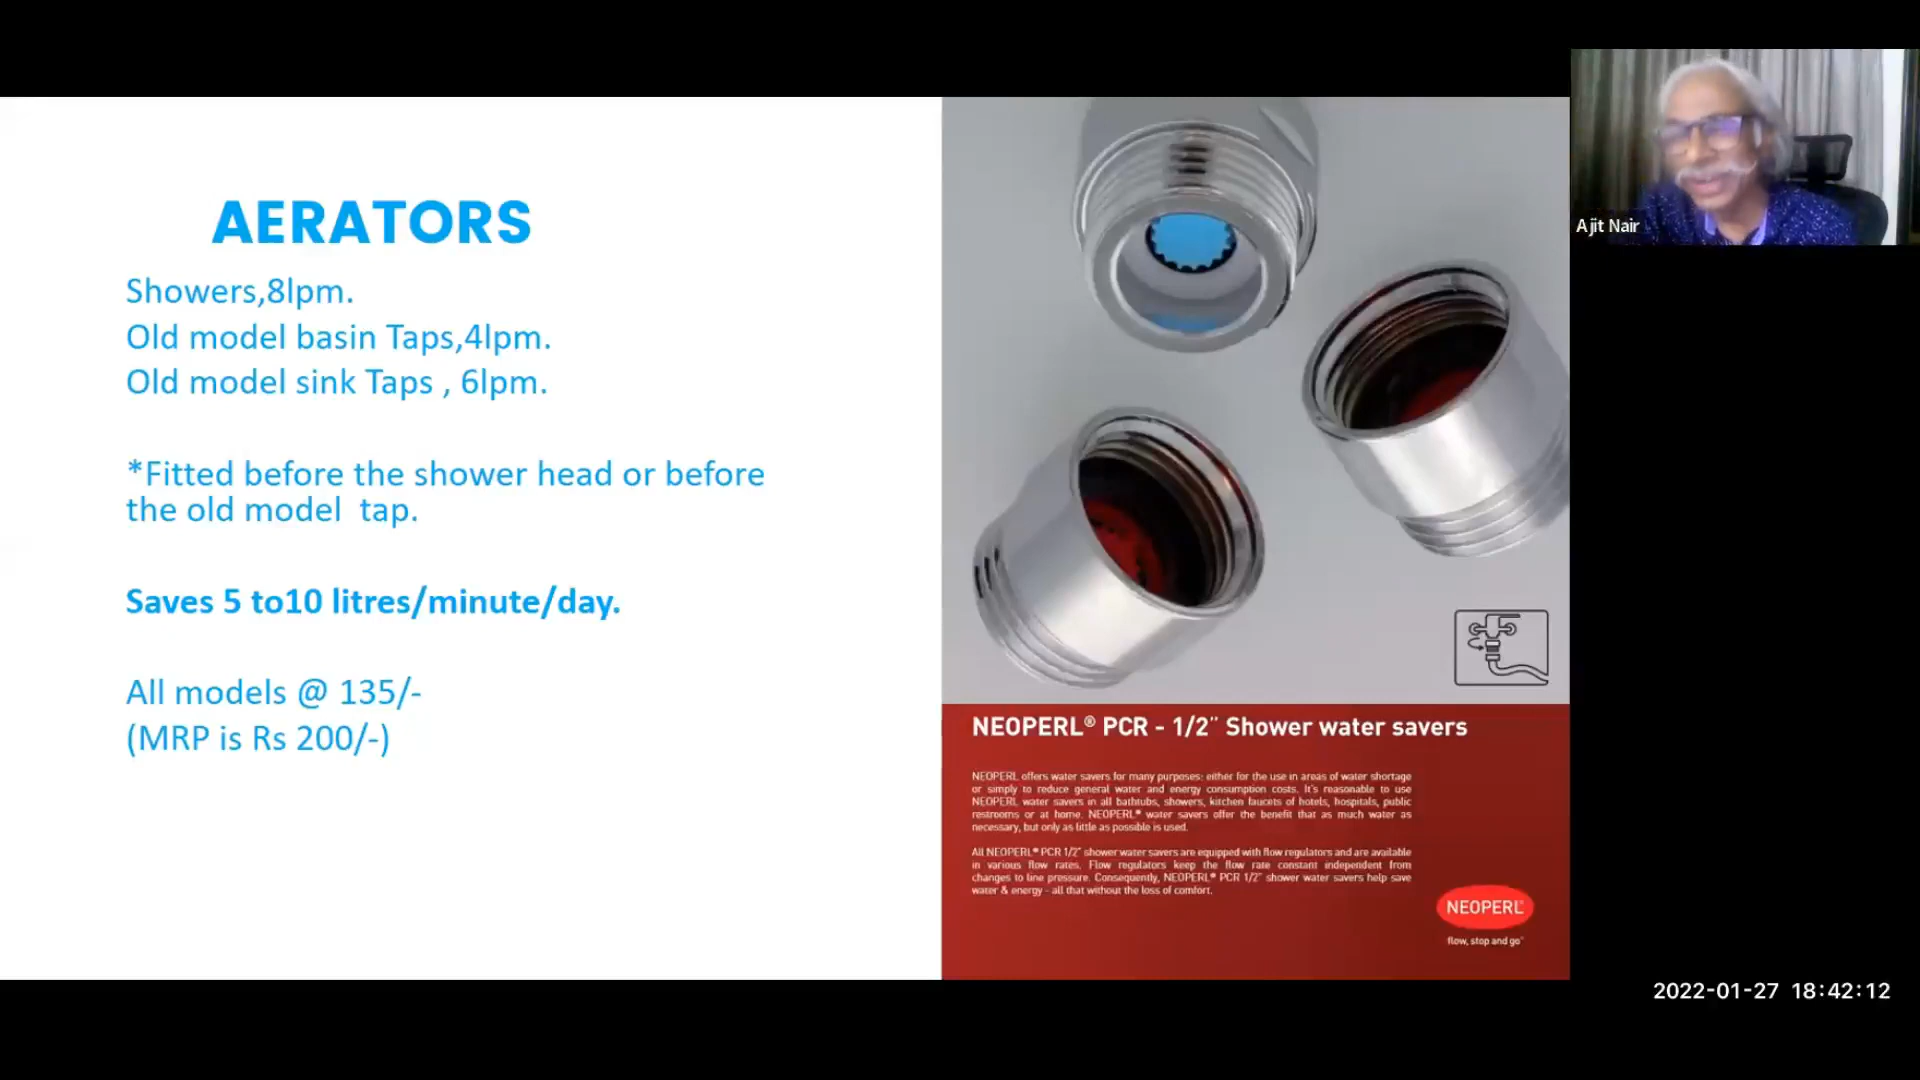 AERATORS
Showers,8lpm.
Old model basin Taps,4lpm.
Old model sink Taps , 6lpm.
*Fitted before the shower head or before
the old model  tap.
Saves 5 to10 litres/minute/day.
All models @ 135/-
(MRP is Rs 200/-)
NEOPERL® PCR - 1/2" Shower water savers
NEOPERL offers water savers for many purposes: either for the use in areas of water shortage
or simply to reduce general water and energy consumption costs. It's reasonable to use
NEOPERL water savers in all bathtubs, showers, kitchen faucets of hotels, hospitals, public
restrooms or at home. NEOPERL® water savers offer the benefit that as much water as
necessary, but only as little as possible is used.
All NEOPERL® PCR 1/2" shower water savers are equipped with flow regulators and are available
in various flow rates. Flow regulators keep the flow rate constant independent from
changes to line pressure. Consequently, NEOPERL® PCR 1/2" shower water savers help save
water & energy - all that without the loss of comfort.
NEOPERL®
flow, stop and go®
Ajit Nair
2022-01-27 18:42:12